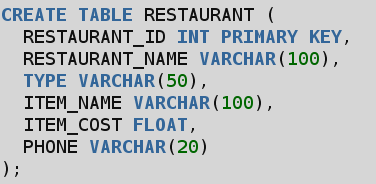 CREATE TABLE RESTAURANT (
  RESTAURANT_ID INT PRIMARY KEY,
  RESTAURANT_NAME VARCHAR(100),
  TYPE VARCHAR(50),
  ITEM_NAME VARCHAR(100),
  ITEM_COST FLOAT,
  PHONE VARCHAR(20)
);